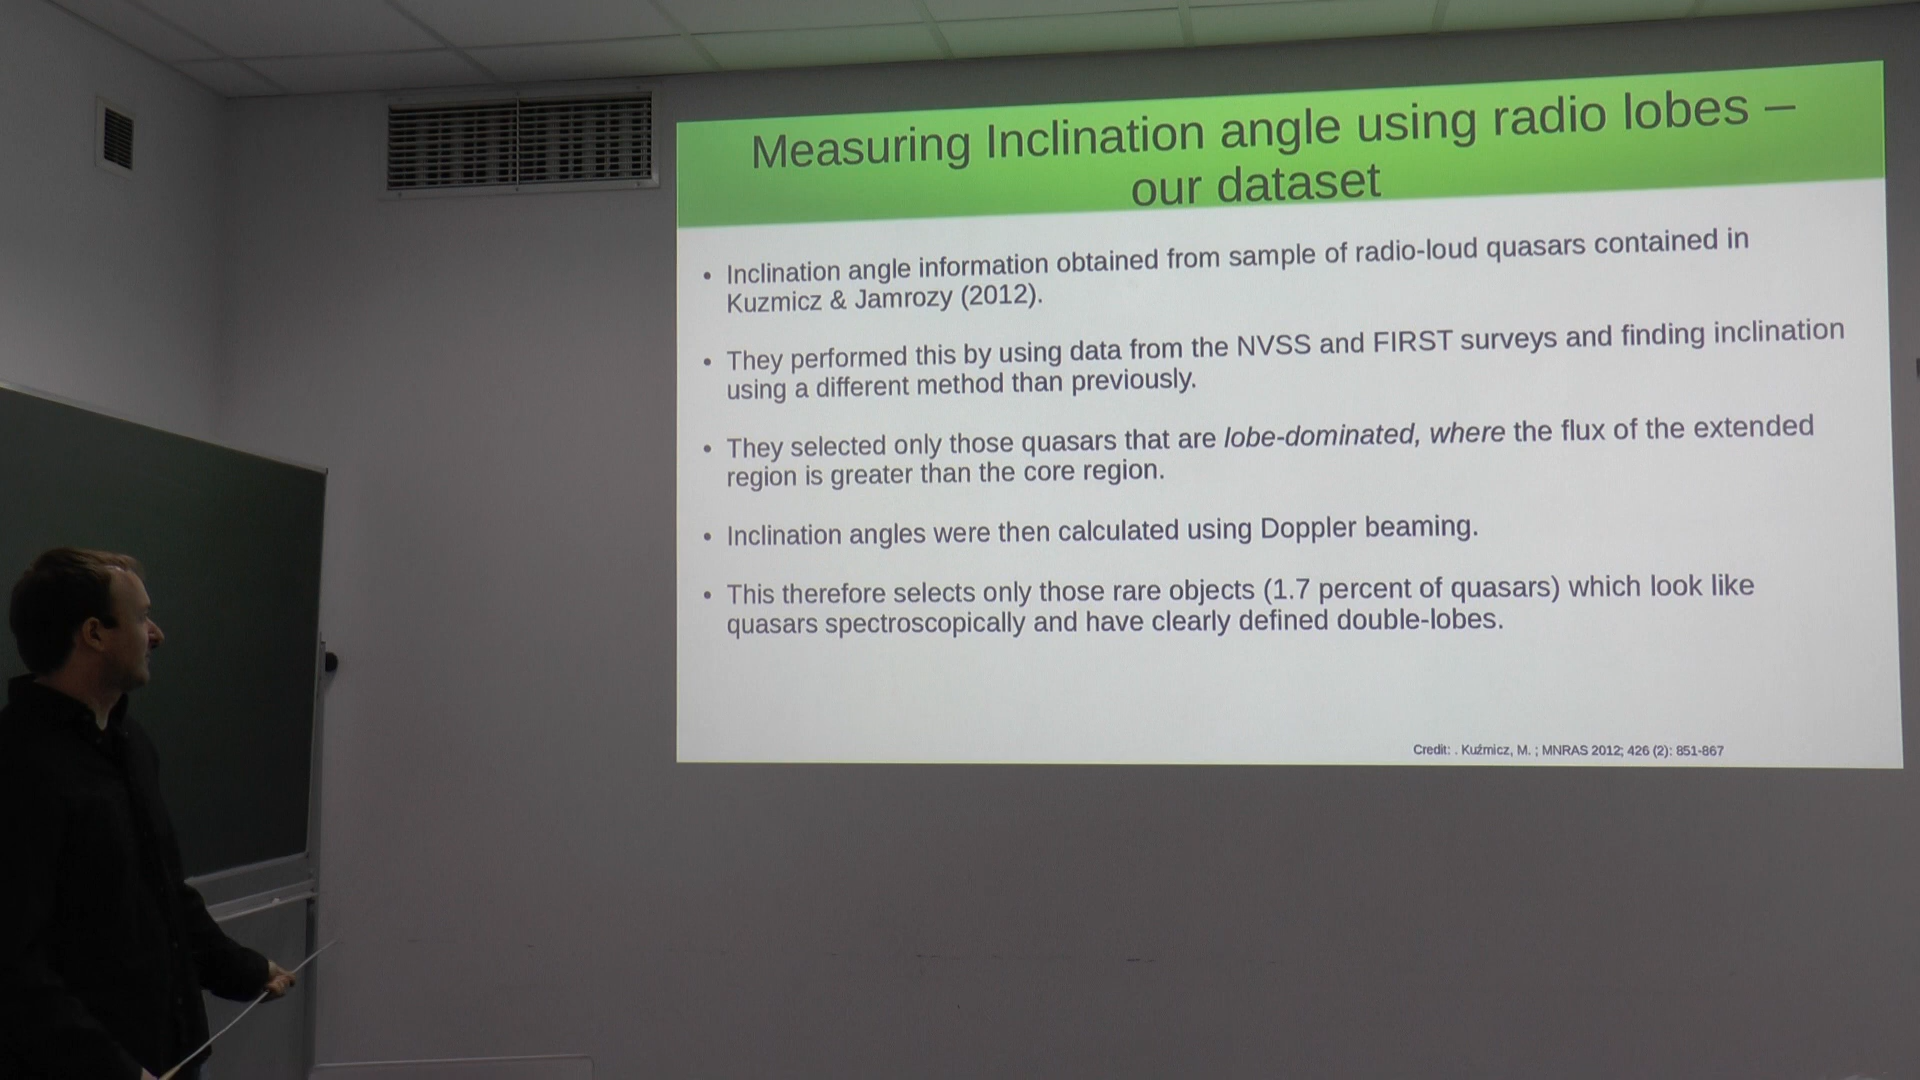 Measuring Inclination angle using radio lobes –
our dataset
• Inclination angle information obtained from sample of radio-loud quasars contained in
Kuzmicz & Jamrozy (2012).
• They performed this by using data from the NVSS and FIRST surveys and finding inclination
using a different method than previously.
• They selected only those quasars that are lobe-dominated, where the flux of the extended
region is greater than the core region.
• Inclination angles were then calculated using Doppler beaming.
• This therefore selects only those rare objects (1.7 percent of quasars) which look like
quasars spectroscopically and have clearly defined double-lobes.
Credit: . Kuźmicz, M. ; MNRAS 2012; 426 (2): 851-867